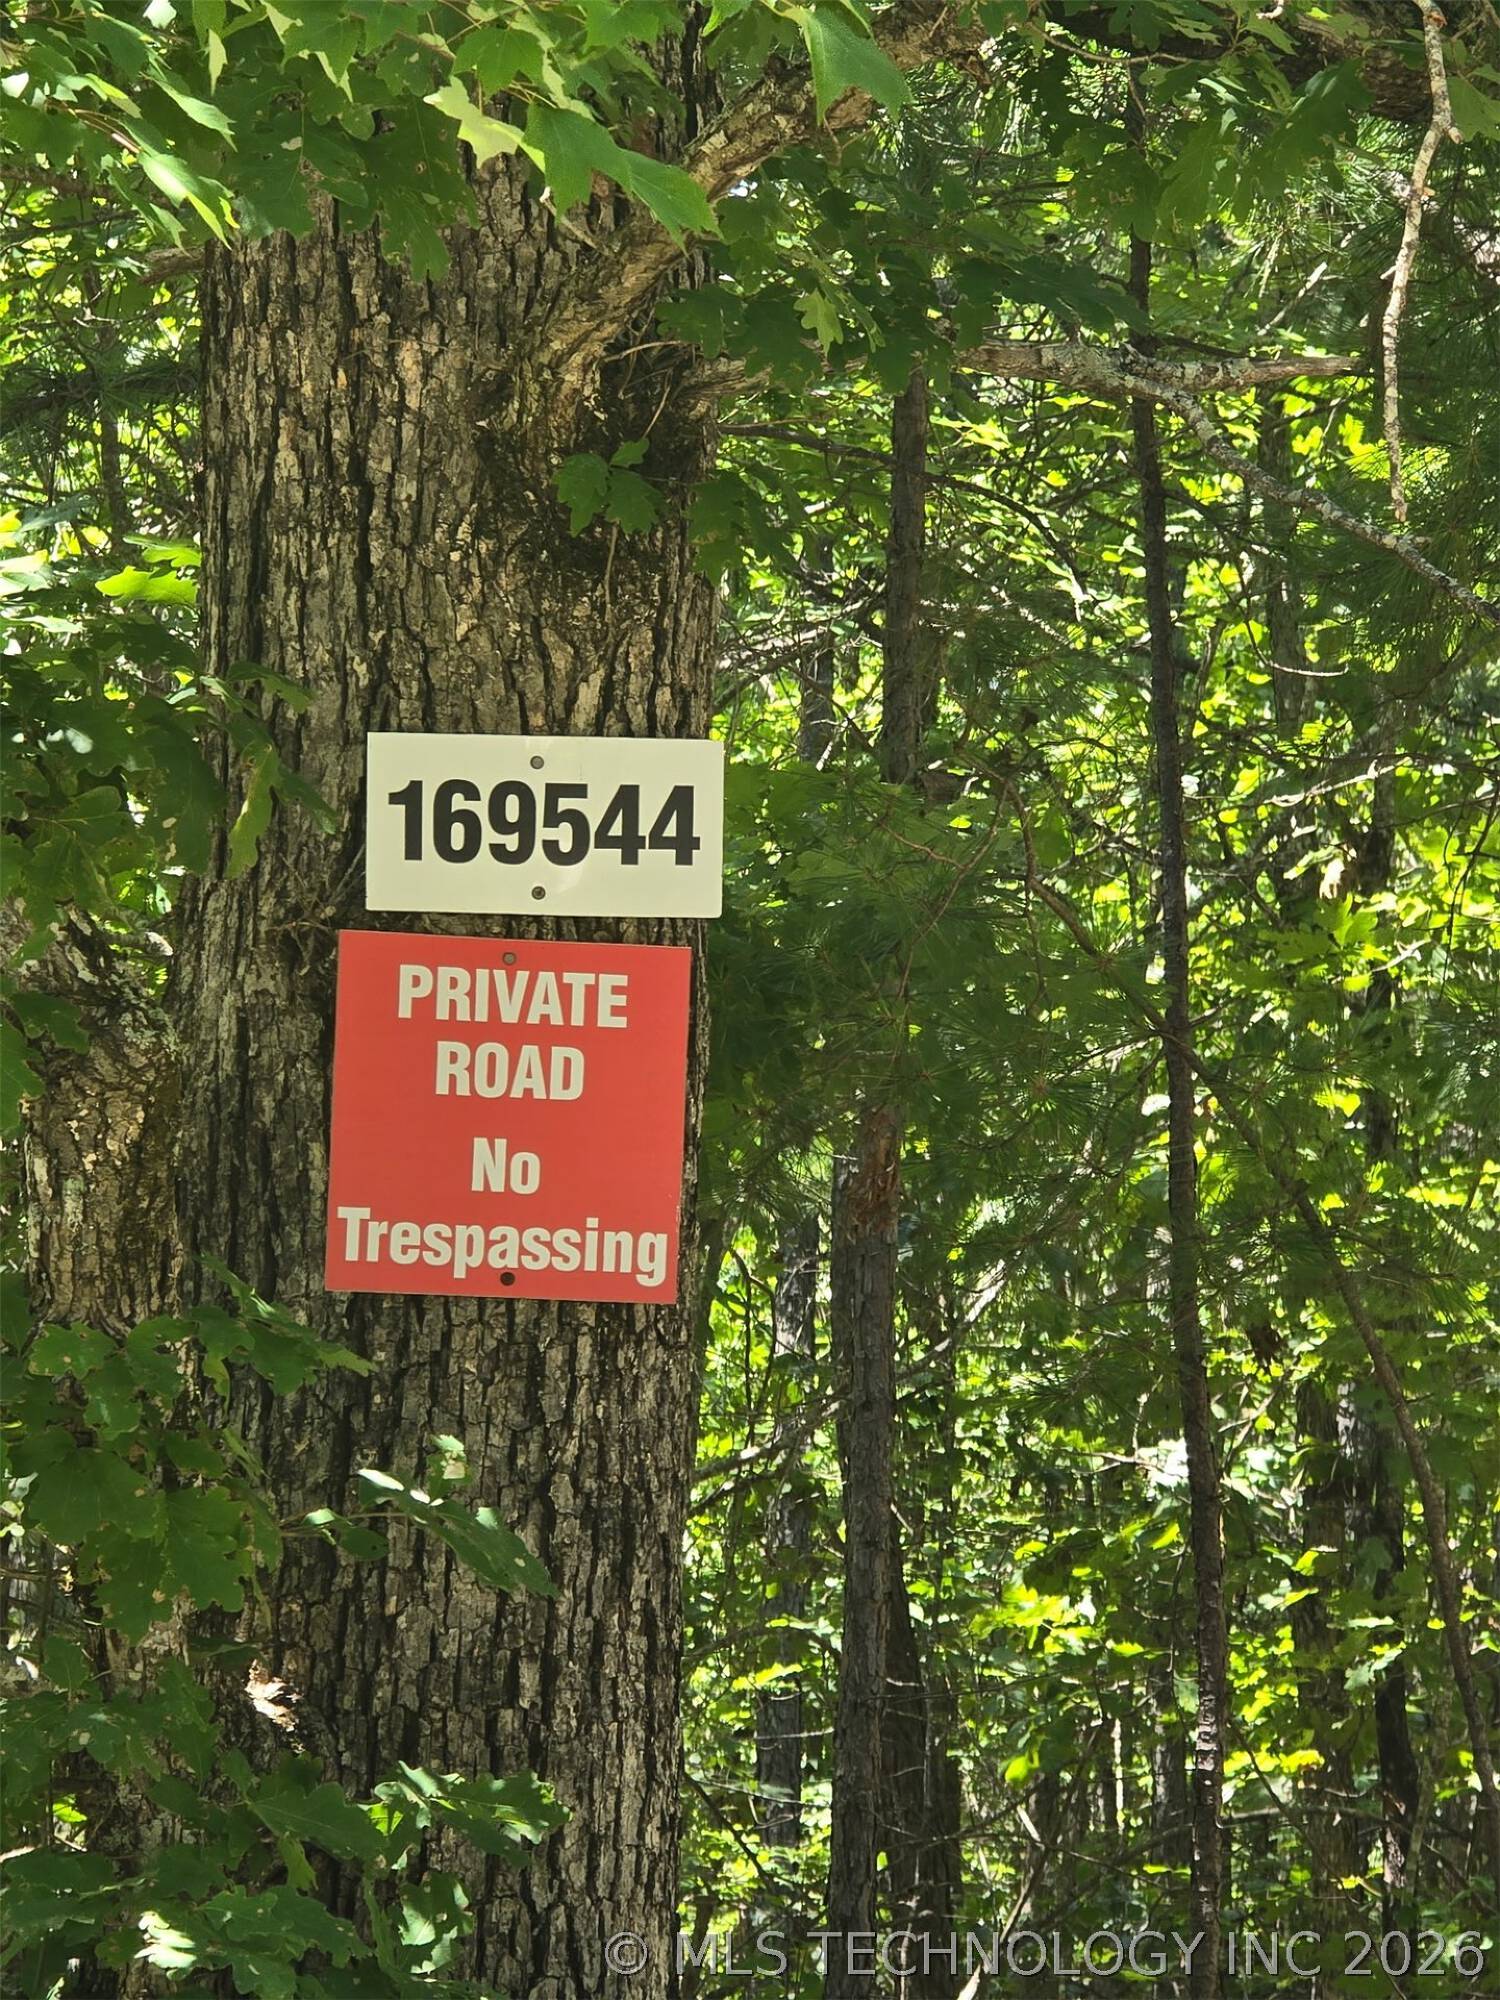 169544
PRIVATE
ROAD
No
Trespassing
© MLS TECHNOLOGY INC 2026